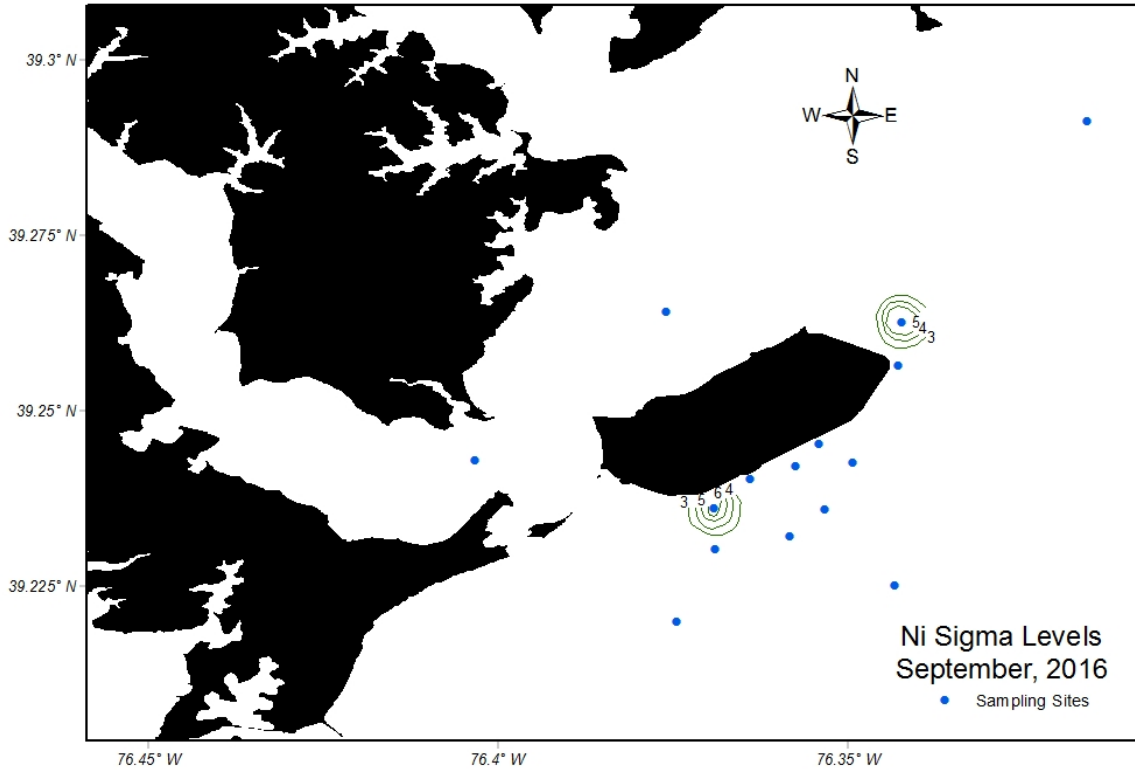 39.3° N
N
W E
S
39.275° N
5 4 3
39.25° N
3 5 6 4
39.225° N
Ni Sigma Levels
September, 2016
Sampling Sites
76.45° W 76.4° W 76.35° W